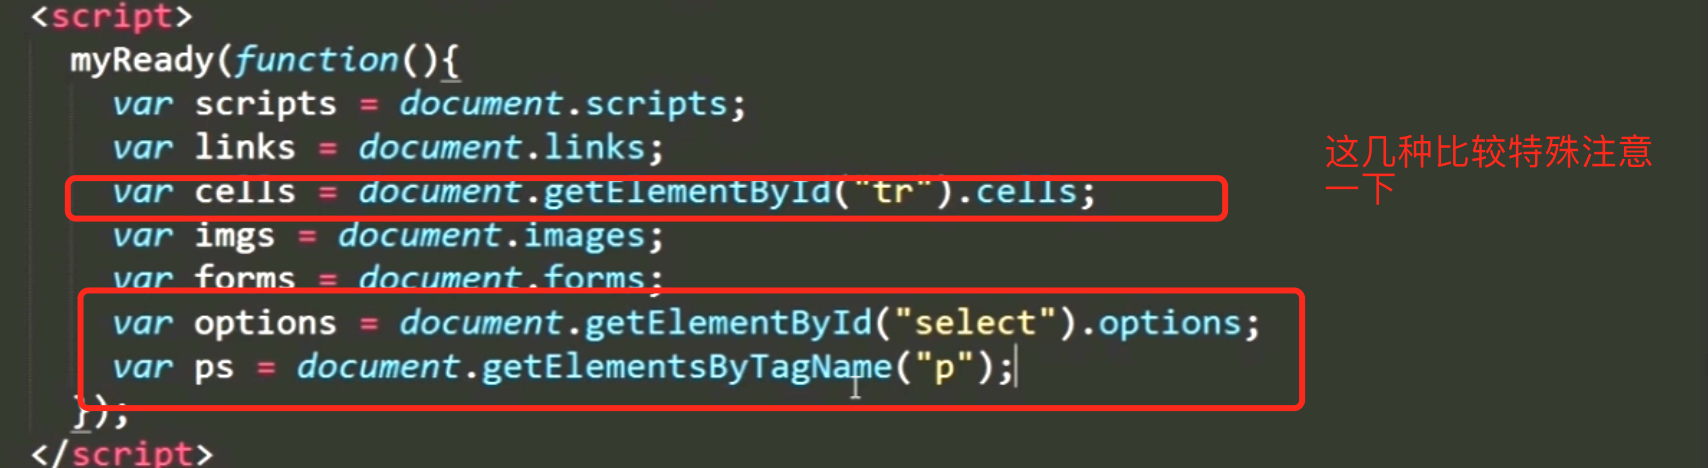 <script>
myReady(function(){
var scripts = document.scripts;
var links = document.links;
var cells = document.getElementById("tr").cells;
var imgs = document.images;
var forms = document.forms;
var options = document.getElementById("select").options;
var ps = document.getElementsByTagName("p");
});
</script>
这几种比较特殊注意
一下